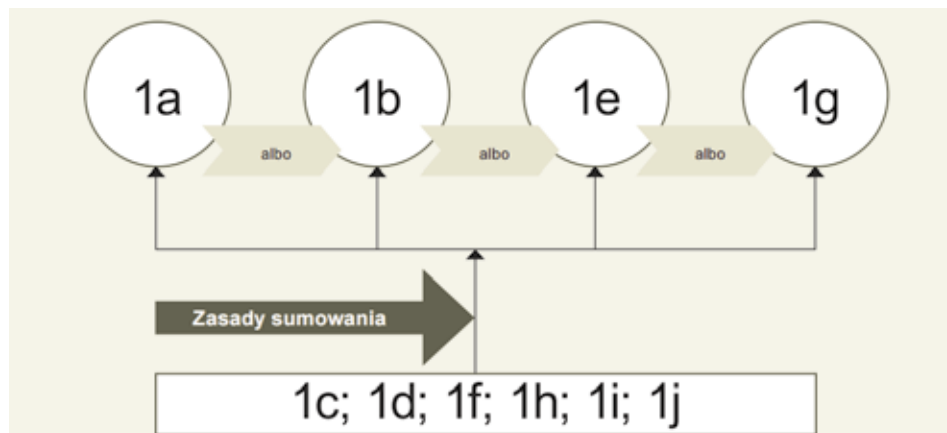 1a
1b
1e
1g
albo
albo
albo
Zasady sumowania
1c; 1d; 1f; 1h; 1i; 1j